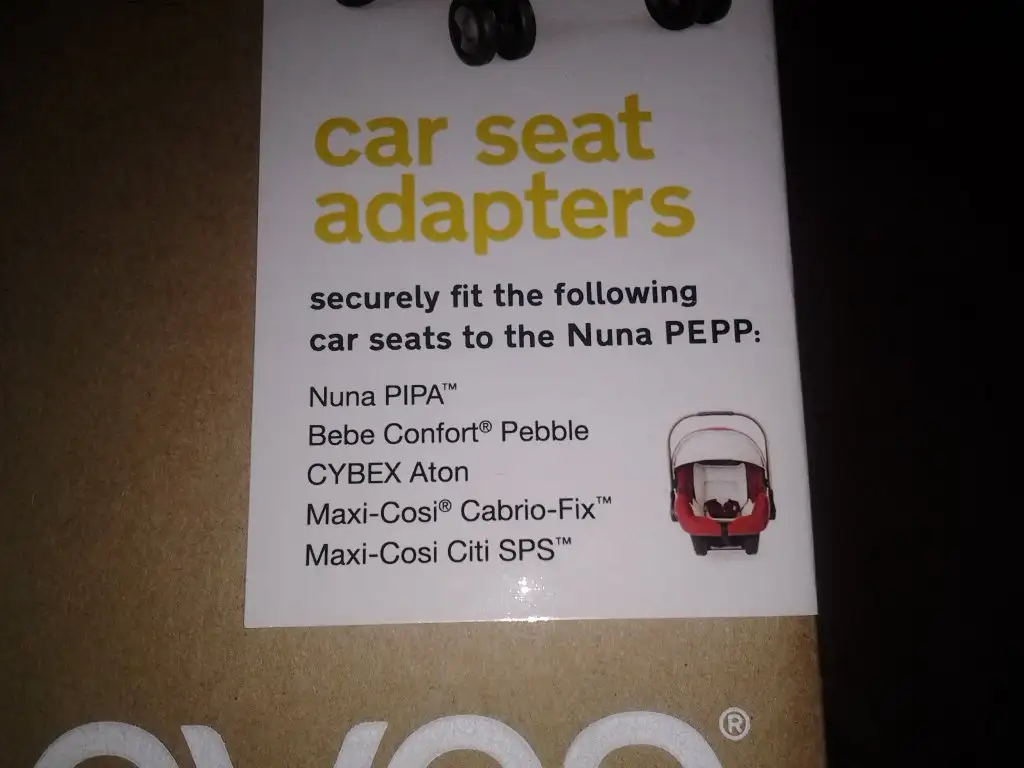 car seat
adapters
securely fit the following
car seats to the Nuna PEPP:
Nuna PIPA™
Bebe Confort® Pebble
CYBEX Aton
Maxi-Cosi® Cabrio-Fix™
Maxi-Cosi Citi SPS™
®